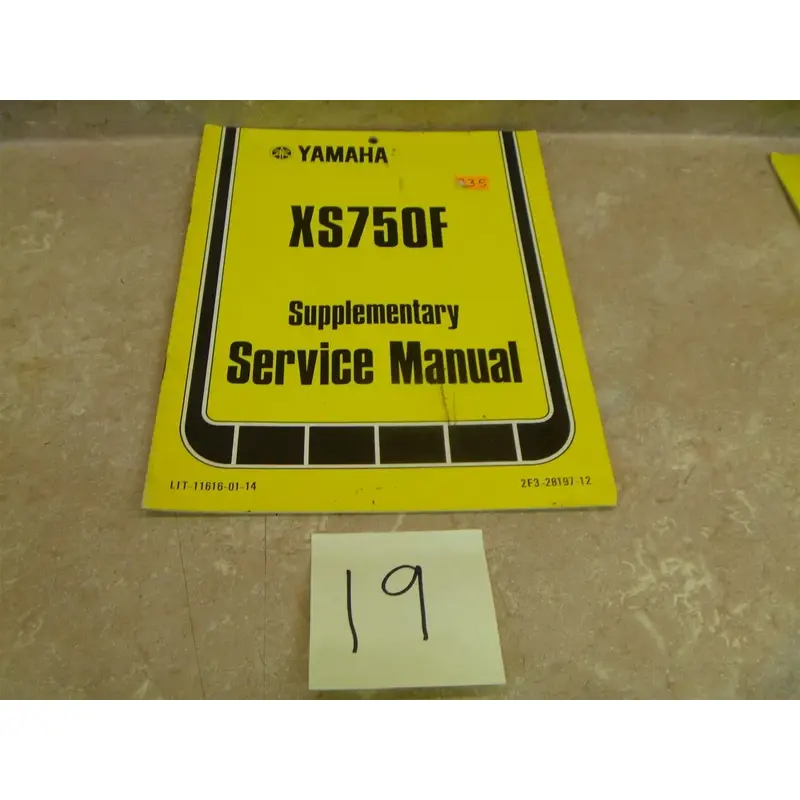 YAMAHA
XS750F
Supplementary
Service Manual
LIT-11616-01-14
2F3-28197-12
19